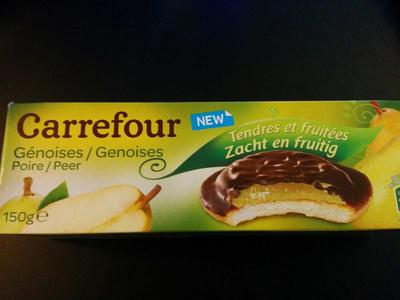 Carrefour
NEW
Génoises / Genoises
Poire / Peer
150g e
Tendres et fruitées
Zacht en fruitig